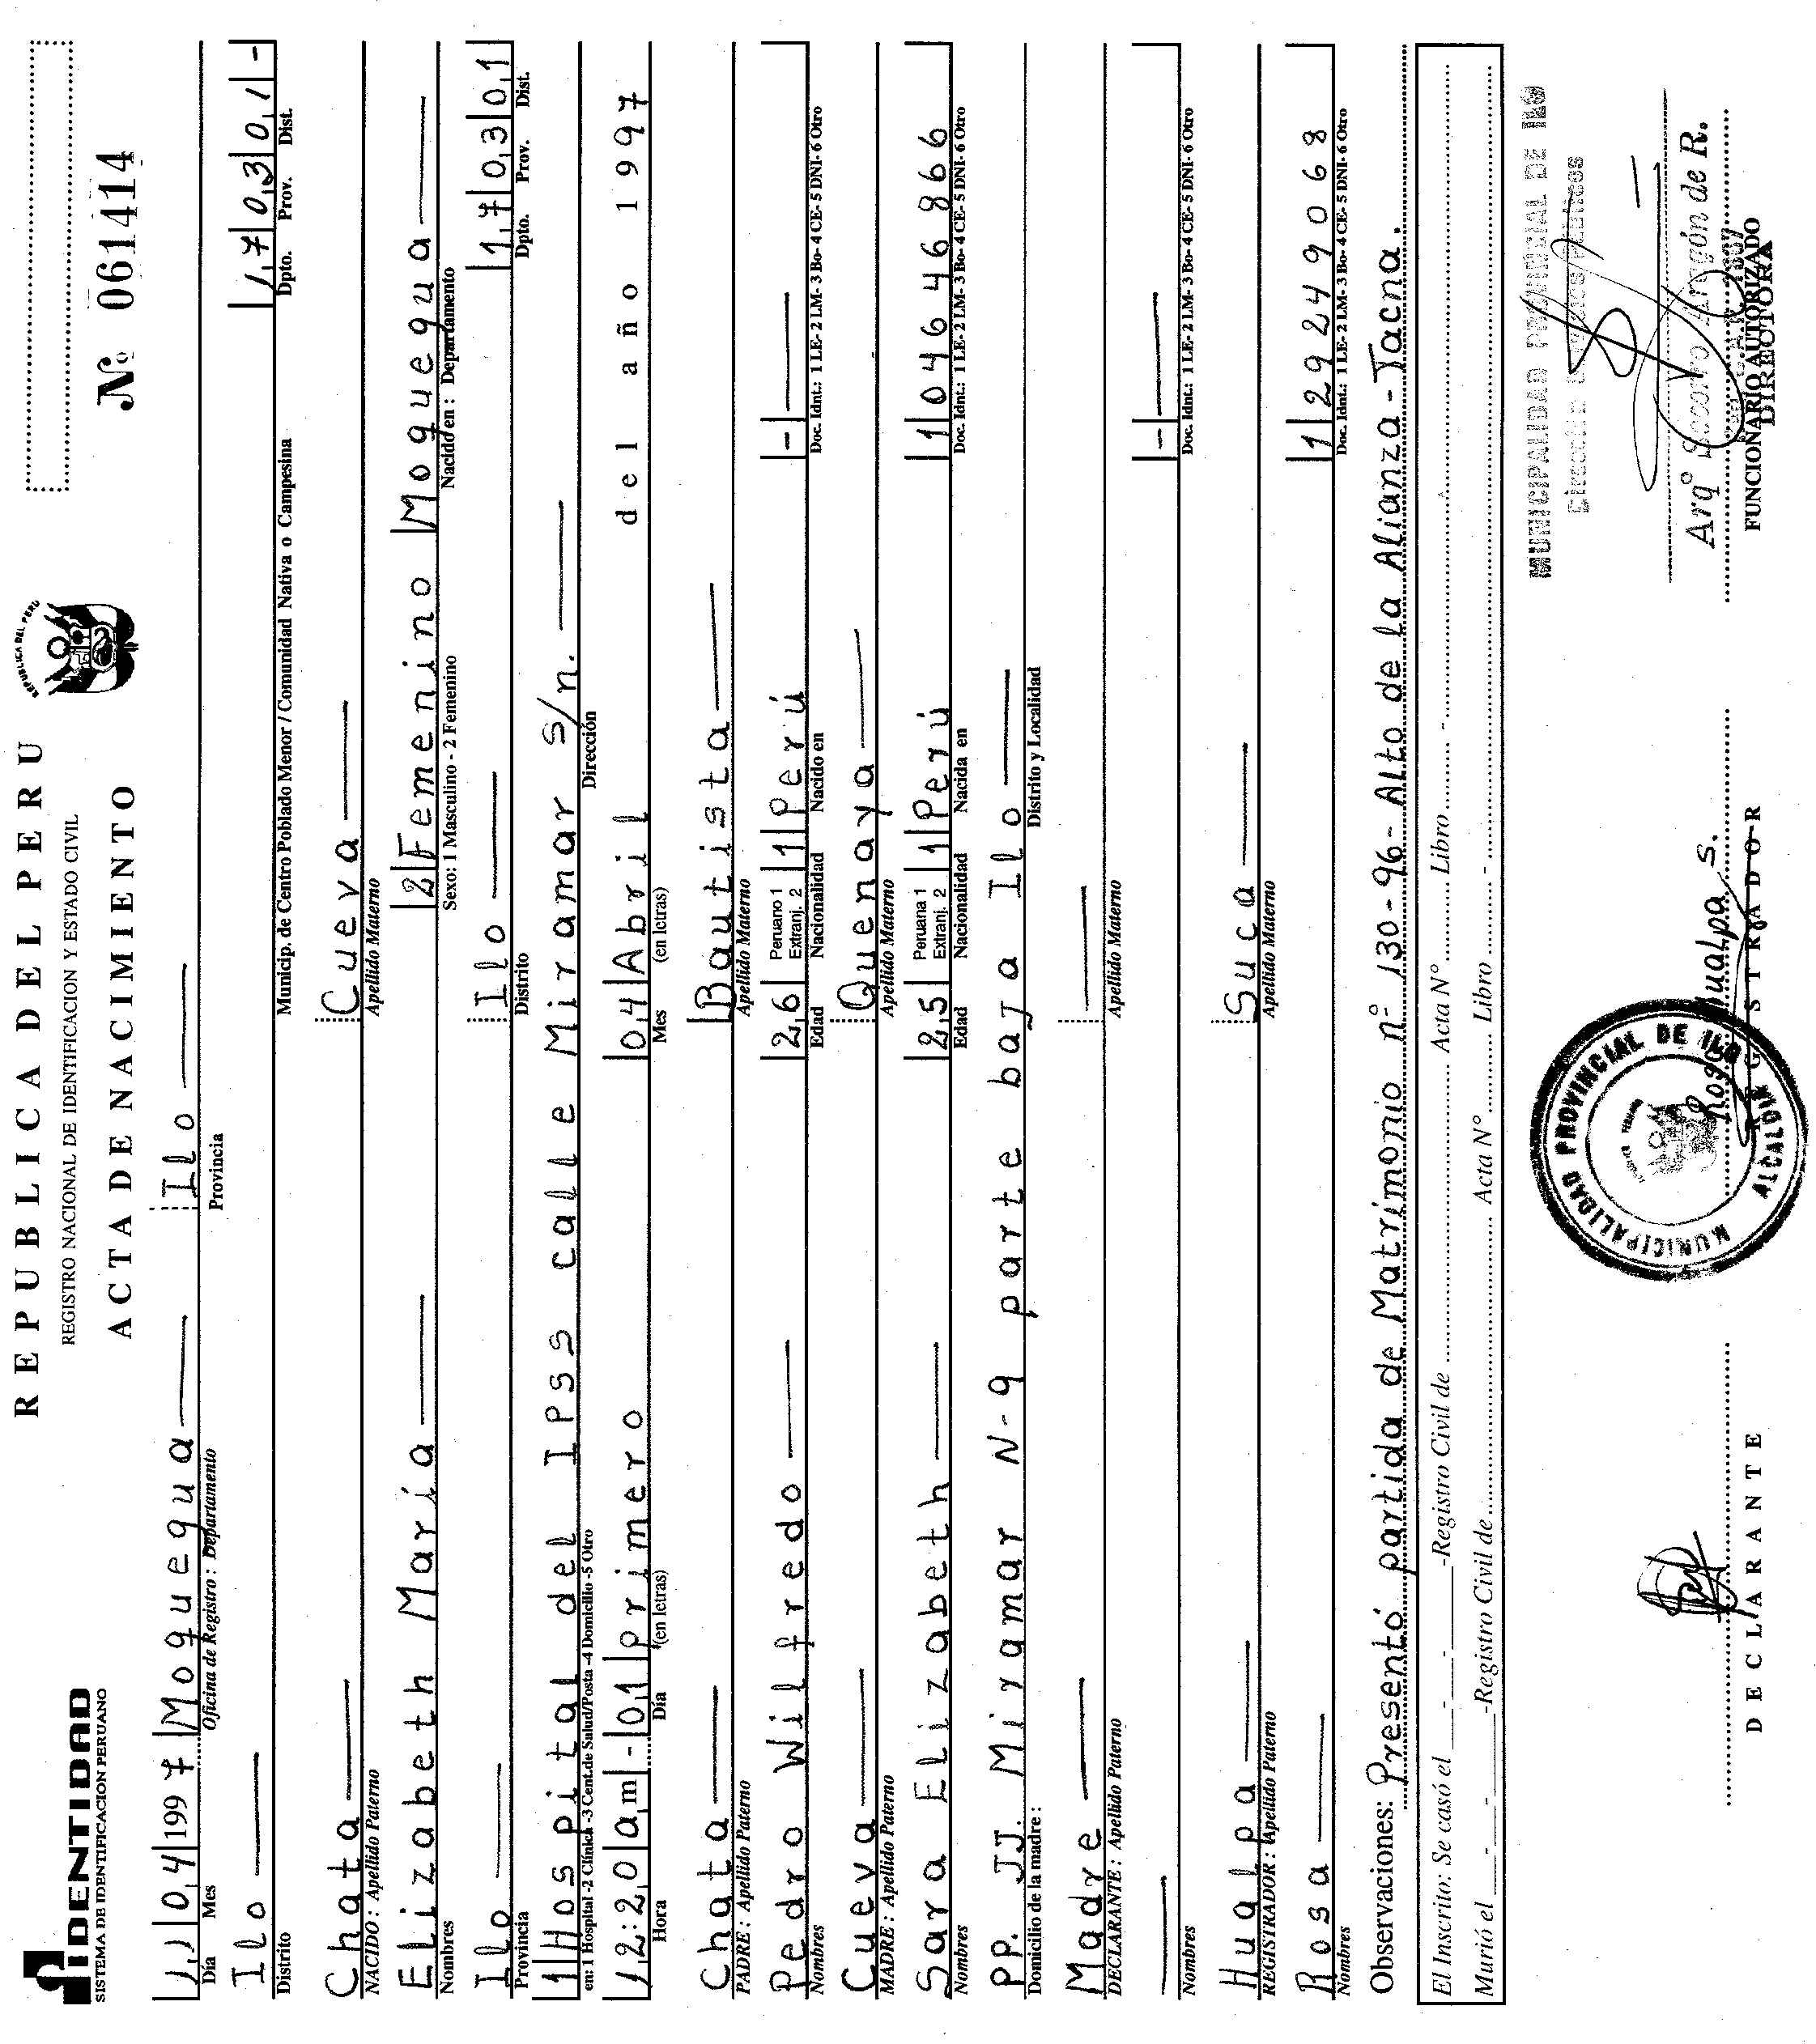 IDENTIDAD
SISTEMA DE IDENTIFICACION PERUANO
REPUBLICA DEL PERU
REGISTRO NACIONAL DE IDENTIFICACION Y ESTADO CIVIL
ACTA DE NACIMIENTO
REPUBLICA DEL PERU
Nº 061414
11 04 1997 Moquegua Ilo
Día Mes Oficina de Registro : Departamento Provincia
Ilo 17 03 01 -
Distrito Municip. de Centro Poblado Menor / Comunidad Nativa o Campesina Dpto. Prov. Dist.
Chata Cueva
NACIDO : Apellido Paterno Apellido Materno
Elizabeth María 2 Femenino Moquegua
Nombres Sexo: 1 Masculino - 2 Femenino Nacido en : Departamento
Ilo Ilo 17 03 01
Provincia Distrito Dpto. Prov. Dist.
1 Hospital del Ipss calle Miramar s/n.
en: 1 Hospital -2 Clínica -3 Cent.de Salud/Posta -4 Domicilio -5 Otro Dirección
12:20 am - 01 primero 04 Abril del año 1997
Hora Día (en letras) Mes (en letras)
Chata Bautista
PADRE : Apellido Paterno Apellido Materno
Pedro Wilfredo 26 Peruano 1 Extranj. 2 1 Perú -
Nombres Edad Nacionalidad Nacido en Doc. Idnt.: 1 LE- 2 LM- 3 Bo- 4 CE- 5 DNI- 6 Otro
Cueva Quenaya
MADRE : Apellido Paterno Apellido Materno
Sara Elizabeth 25 Peruana 1 Extranj. 2 1 Perú 1 04646866
Nombres Edad Nacionalidad Nacida en Doc. Idnt.: 1 LE- 2 LM- 3 Bo- 4 CE- 5 DNI- 6 Otro
PP. JJ. Miramar N-9 parte baja Ilo
Domicilio de la madre : Distrito y Localidad
Madre
DECLARANTE : Apellido Paterno Apellido Materno
-
Nombres Doc. Idnt.: 1 LE- 2 LM- 3 Bo- 4 CE- 5 DNI- 6 Otro
Hualpa Suca
REGISTRADOR : Apellido Paterno Apellido Materno
Rosa 1 29249068
Nombres Doc. Idnt.: 1 LE- 2 LM- 3 Bo- 4 CE- 5 DNI- 6 Otro
Observaciones: Presentó partida de Matrimonio nº 130-96- Alto de la Alianza - Tacna.
El Inscrito: Se casó el - - -Registro Civil de Acta Nº Libro -
Murió el - - -Registro Civil de Acta Nº Libro -
MUNICIPALIDAD PROVINCIAL DE ILO
MUNICIPALIDAD PROVINCIAL DE ILO
ALCALDIA
Hualpa S.
Arqº Socorro Aragón de R.
DECLARANTE
REGISTRADOR
FUNCIONARIO AUTORIZADO
DIRECTORA